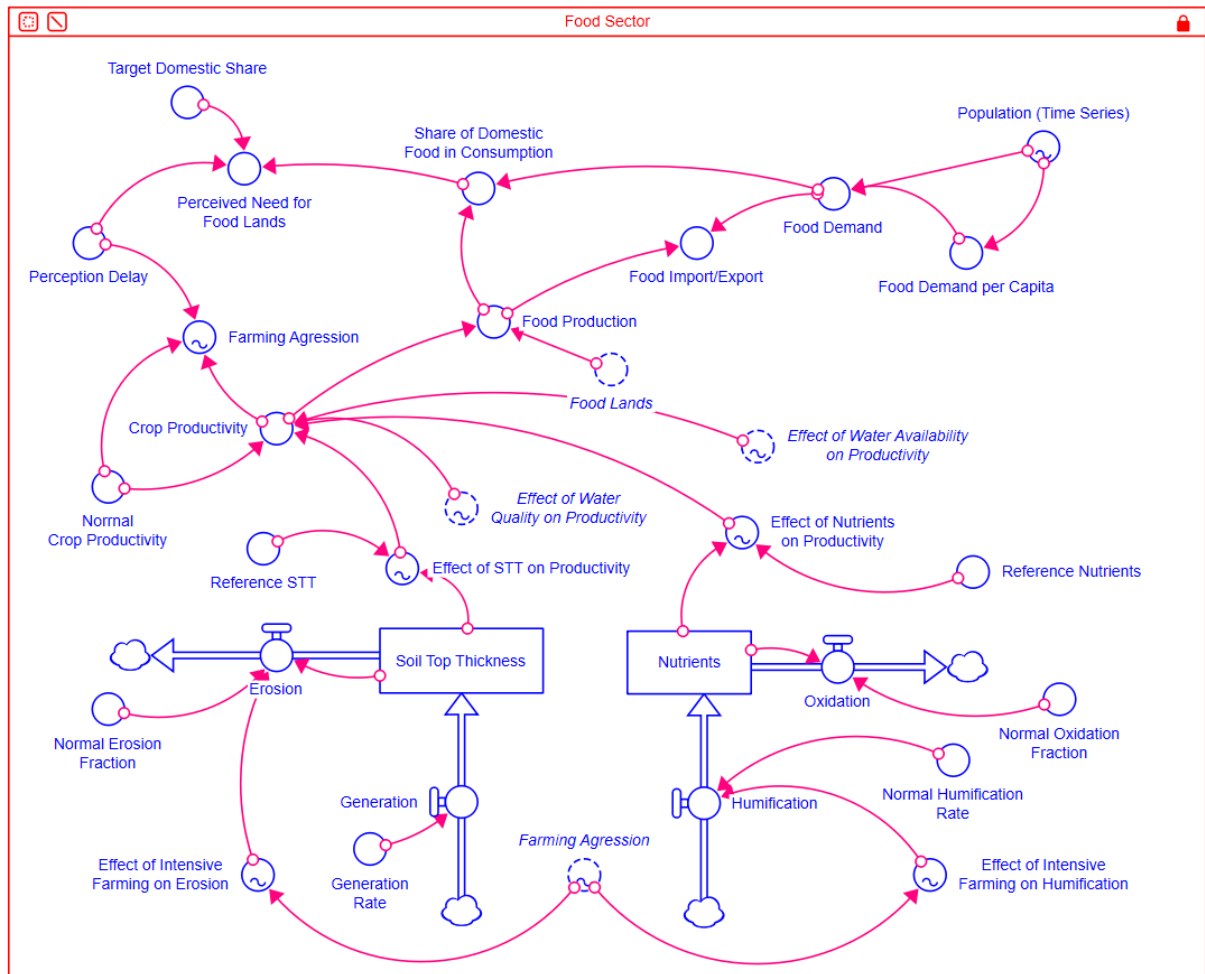 Food Sector
Target Domestic Share
Population (Time Series)
Share of Domestic
Food in Consumption
Perceived Need for
Food Lands
Food Demand
Perception Delay
Food Import/Export
Food Demand per Capita
Farming Agression
Food Production
Food Lands
Crop Productivity
Effect of Water Availability
on Productivity
Effect of Water
Quality on Productivity
Normal
Crop Productivity
Effect of Nutrients
on Productivity
Reference STT
Effect of STT on Productivity
Reference Nutrients
Soil Top Thickness
Nutrients
Erosion
Oxidation
Normal Erosion
Fraction
Normal Oxidation
Fraction
Generation
Humification
Normal Humification
Rate
Farming Agression
Effect of Intensive
Farming on Erosion
Generation
Rate
Effect of Intensive
Farming on Humification